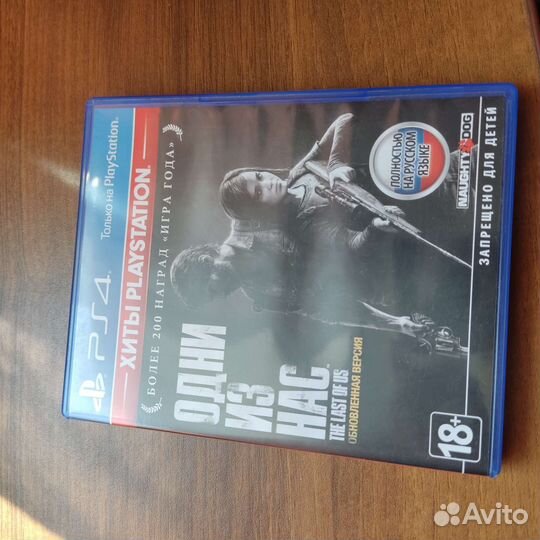 PS4
Только на PlayStation®
ХИТЫ PLAYSTATION®
БОЛЕЕ 200 НАГРАД «ИГРА ГОДА»
ОДНИ
ИЗ
НАС
THE LAST OF US
ОБНОВЛЕННАЯ ВЕРСИЯ
ПОЛНОСТЬЮ
НА РУССКОМ
ЯЗЫКЕ
NAUGHTY DOG
18+
ЗАПРЕЩЕНО ДЛЯ ДЕТЕЙ
Avito